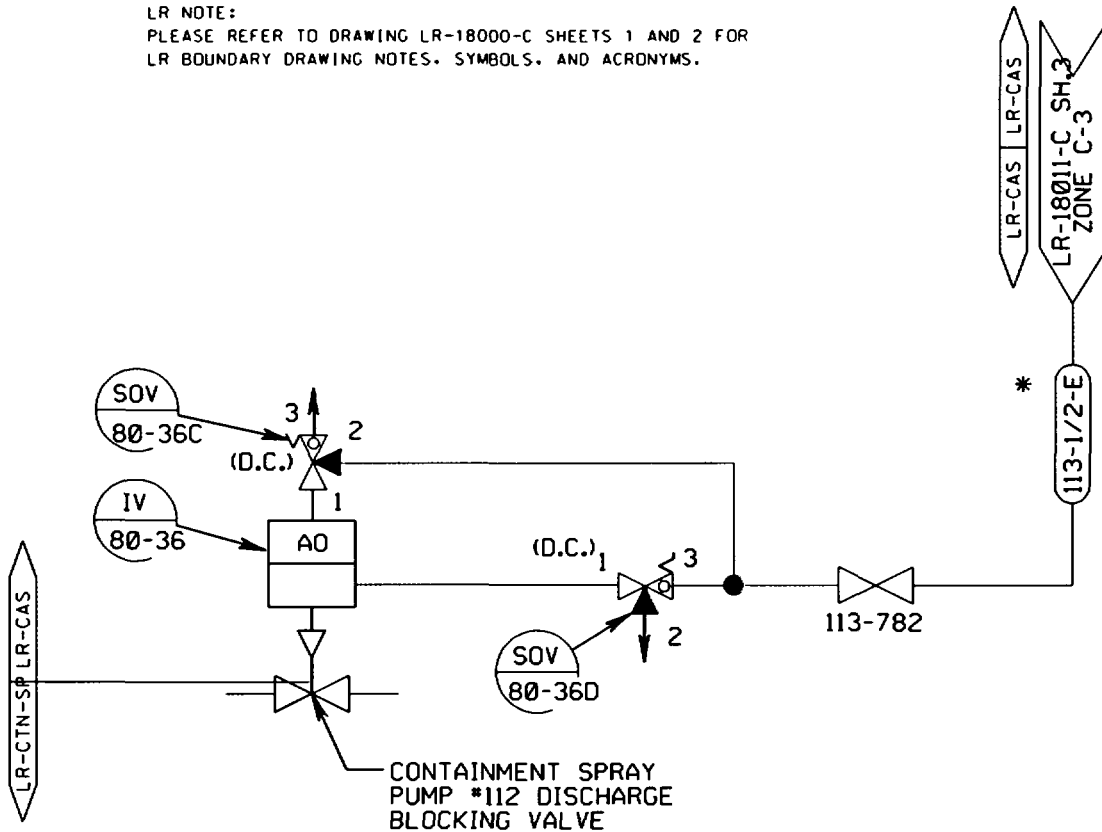 LR NOTE:
PLEASE REFER TO DRAWING LR-18000-C SHEETS 1 AND 2 FOR
LR BOUNDARY DRAWING NOTES. SYMBOLS. AND ACRONYMS.
LR-CAS LR-CAS
LR-18011-C SH.3
ZONE C-3
*
113-1/2-E
SOV
80-36C
3
2
(D.C.)
1
IV
80-36
AO
(D.C.)
1
3
2
113-782
SOV
80-36D
LR-CTN-SP LR-CAS
CONTAINMENT SPRAY
PUMP #112 DISCHARGE
BLOCKING VALVE